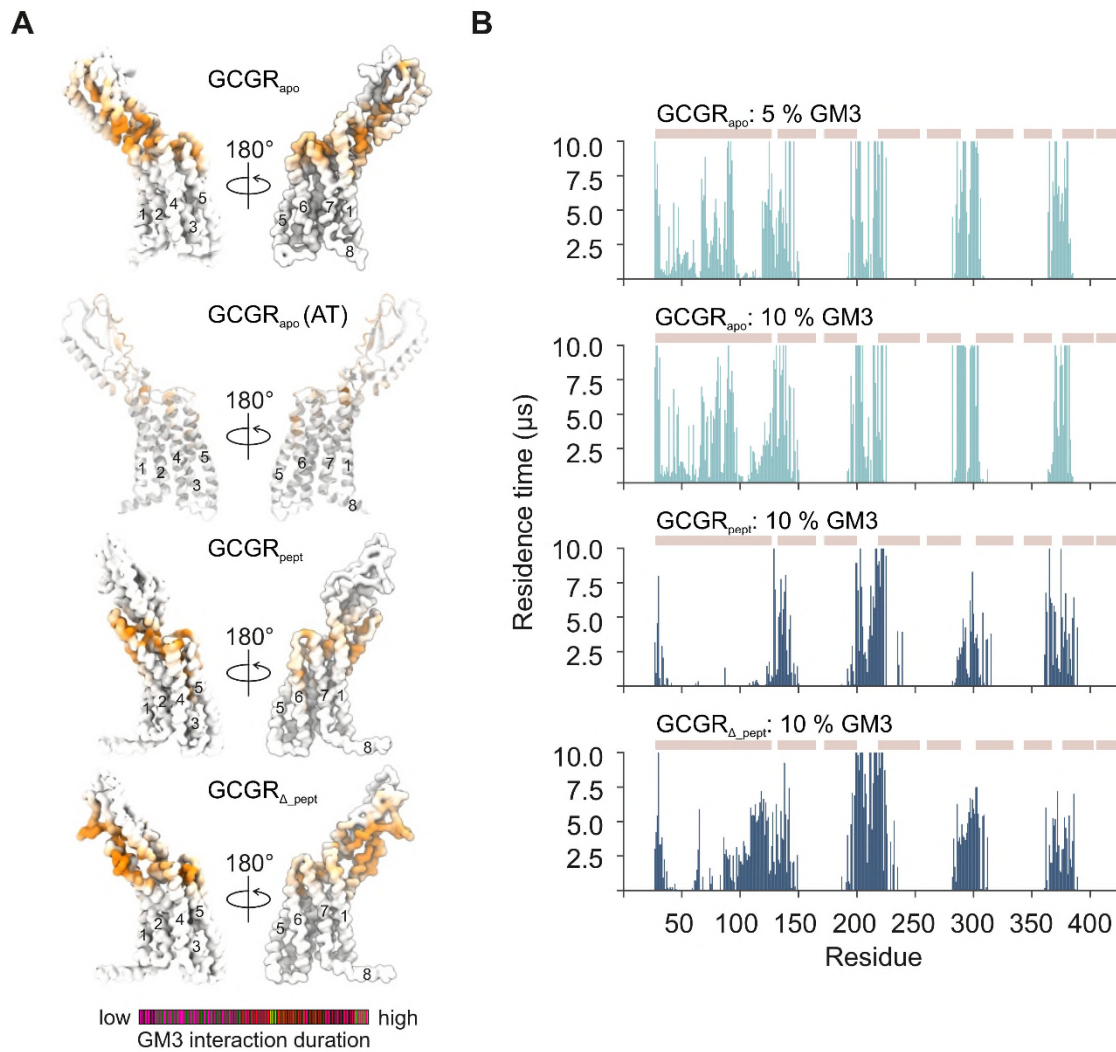 A
GCGRapo
180°
1 2 4 3 5
5 6 7 1 8
GCGRapo (AT)
180°
1 2 4 3 5
5 6 7 1 8
GCGRpept
180°
1 2 4 3 5
5 6 7 1 8
GCGRΔ_pept
180°
1 2 4 3 5
5 6 7 1 8
low high
GM3 interaction duration
B
Residence time (µs)
GCGRapo: 5 % GM3
10.0
7.5
5.0
2.5
GCGRapo: 10 % GM3
10.0
7.5
5.0
2.5
GCGRpept: 10 % GM3
10.0
7.5
5.0
2.5
GCGRΔ_pept: 10 % GM3
10.0
7.5
5.0
2.5
50 100 150 200 250 300 350 400
Residue